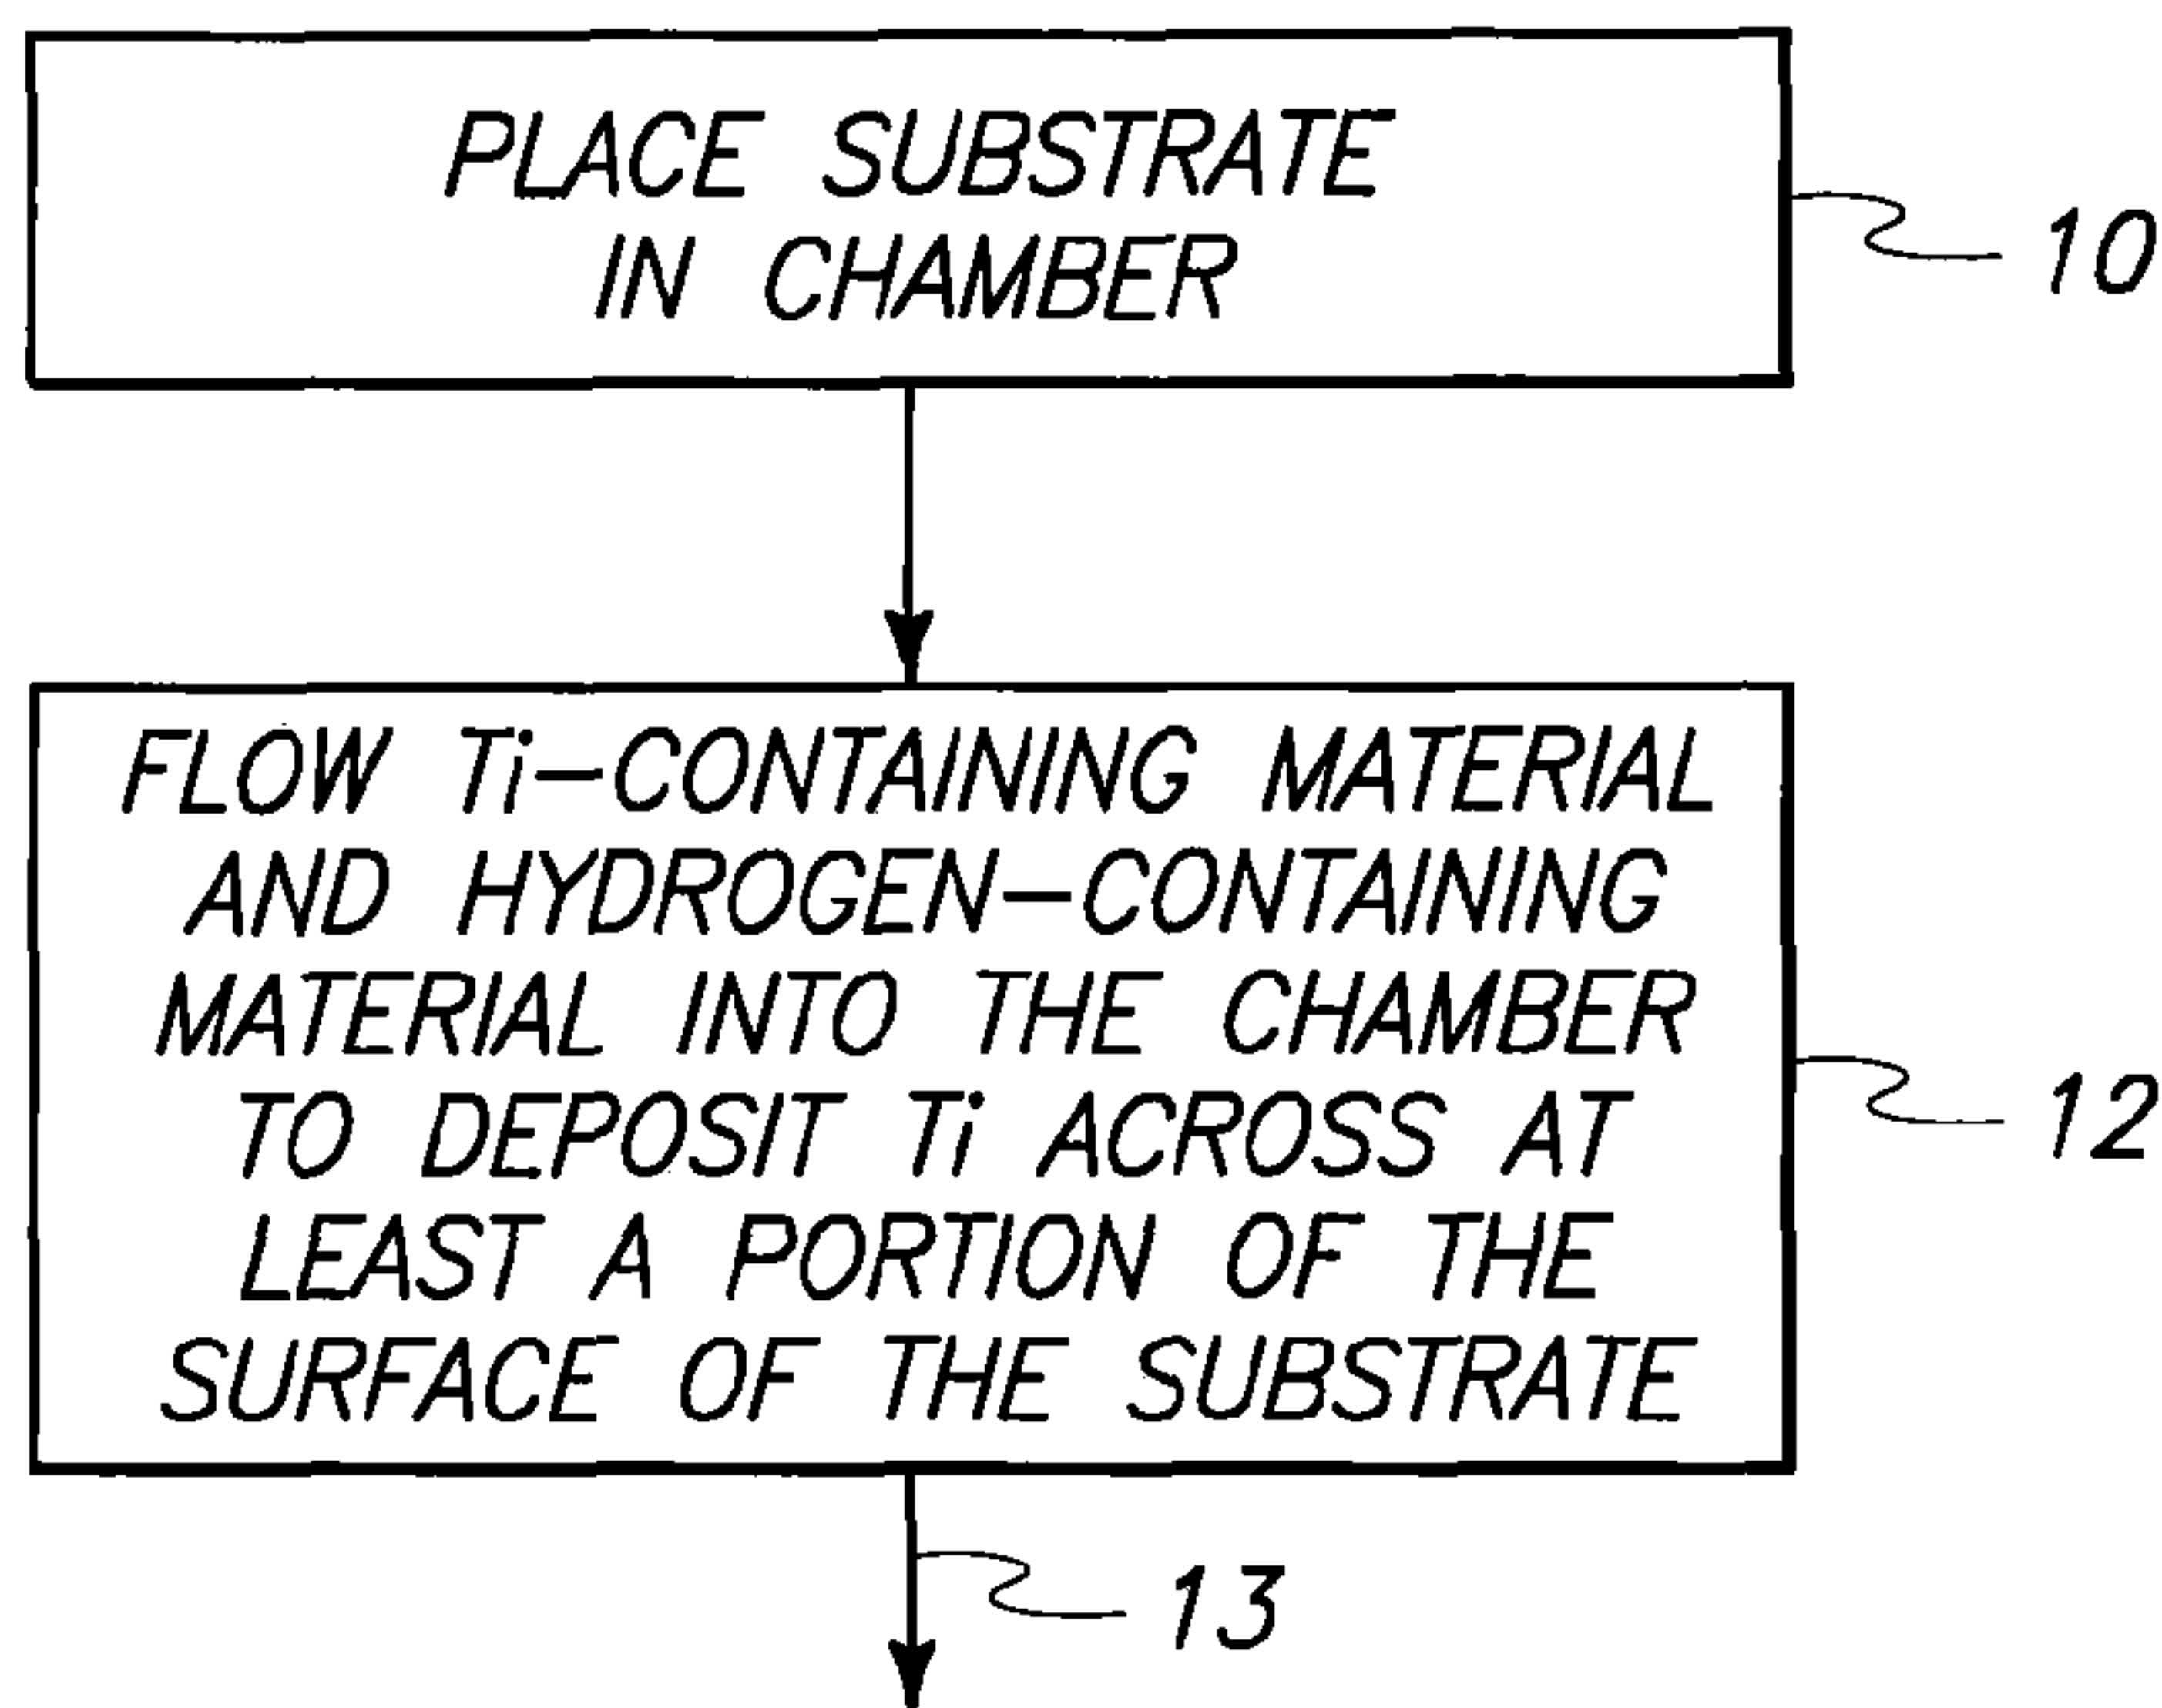 PLACE SUBSTRATE
IN CHAMBER
10
FLOW Ti-CONTAINING MATERIAL
AND HYDROGEN-CONTAINING
MATERIAL INTO THE CHAMBER
TO DEPOSIT Ti ACROSS AT
LEAST A PORTION OF THE
SURFACE OF THE SUBSTRATE
12
13